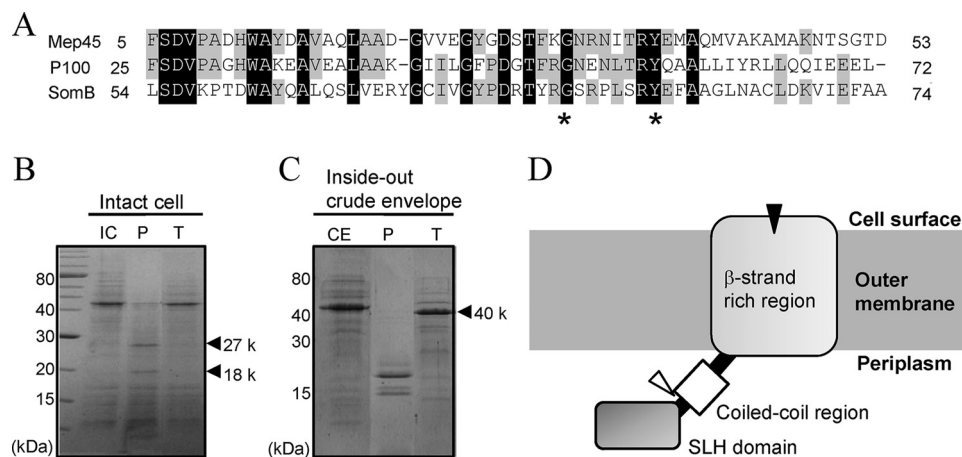 A
Mep45 5 FSDVPADHWAYDAVAQLAAD-GVVEGYGDSTFKGNRNITRYEMAQMVAKAMAKNTSGTD 53
P100 25 FSDVPAGHWAKEAVEALAAK-GIILGFPDGTFRGNENLTRYQAALLIYRLLQQIEEEL- 72
SomB 54 LSDVKPTDWAYQALQSLVERYGCIVGYPDRTYRGSRPLSRYEFAAGLNACLDKVIEFAA 74
* *
B
Intact cell
IC P T
80
40
30
20
15
(kDa)
27 k
18 k
C
Inside-out
crude envelope
CE P T
80
40
30
15
(kDa)
40 k
D
Cell surface
β-strand
rich region
Outer
membrane
Periplasm
Coiled-coil region
SLH domain